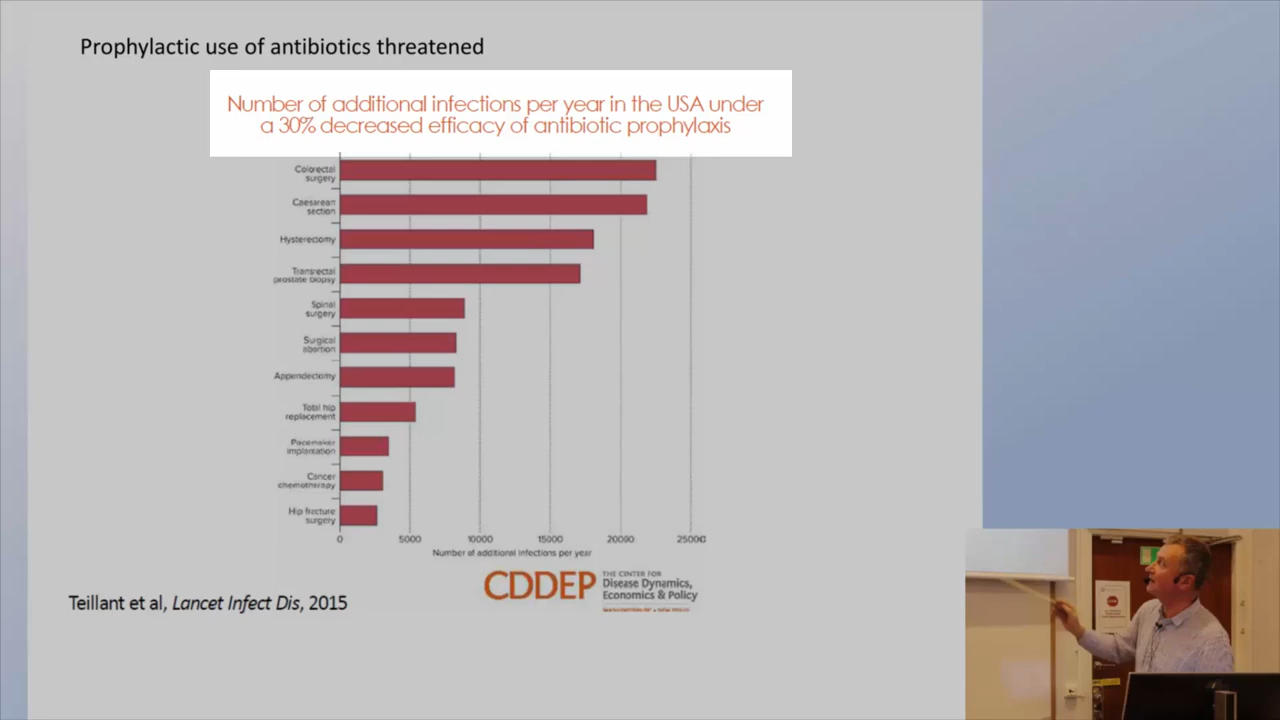 Prophylactic use of antibiotics threatened
Number of additional infections per year in the USA under
a 30% decreased efficacy of antibiotic prophylaxis
Colorectal
surgery
Caesarean
section
Hysterectomy
Transrectal
prostate biopsy
Spinal
surgery
Surgical
abortion
Appendectomy
Total hip
replacement
Pacemaker
implantation
Cancer
chemotherapy
Hip fracture
surgery
0 5000 10000 15000 20000 25000
Number of additional infections per year
CDDEP
THE CENTER FOR
Disease Dynamics,
Economics & Policy
Teillant et al, Lancet Infect Dis, 2015